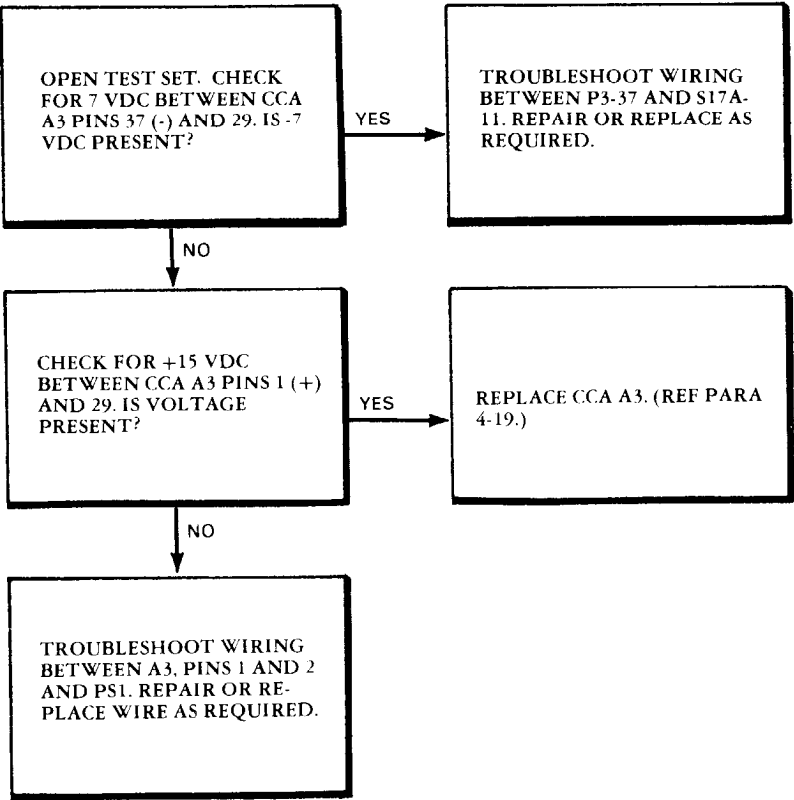 OPEN TEST SET. CHECK
FOR 7 VDC BETWEEN CCA
A3 PINS 37 (-) AND 29. IS -7
VDC PRESENT?
YES
TROUBLESHOOT WIRING
BETWEEN P3-37 AND S17A-
11. REPAIR OR REPLACE AS
REQUIRED.
NO
CHECK FOR +15 VDC
BETWEEN CCA A3 PINS 1 (+)
AND 29. IS VOLTAGE
PRESENT?
YES
REPLACE CCA A3. (REF PARA
4-19.)
NO
TROUBLESHOOT WIRING
BETWEEN A3, PINS 1 AND 2
AND PS1. REPAIR OR RE-
PLACE WIRE AS REQUIRED.